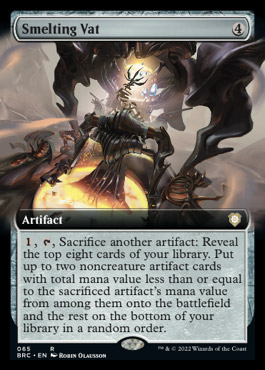 Smelting Vat 4
Artifact
1, T, Sacrifice another artifact: Reveal
the top eight cards of your library. Put
up to two noncreature artifact cards
with total mana value less than or equal
to the sacrificed artifact's mana value
from among them onto the battlefield
and the rest on the bottom of your
library in a random order.
065 R
BRC • EN Robin Olausson
™ & © 2022 Wizards of the Coast